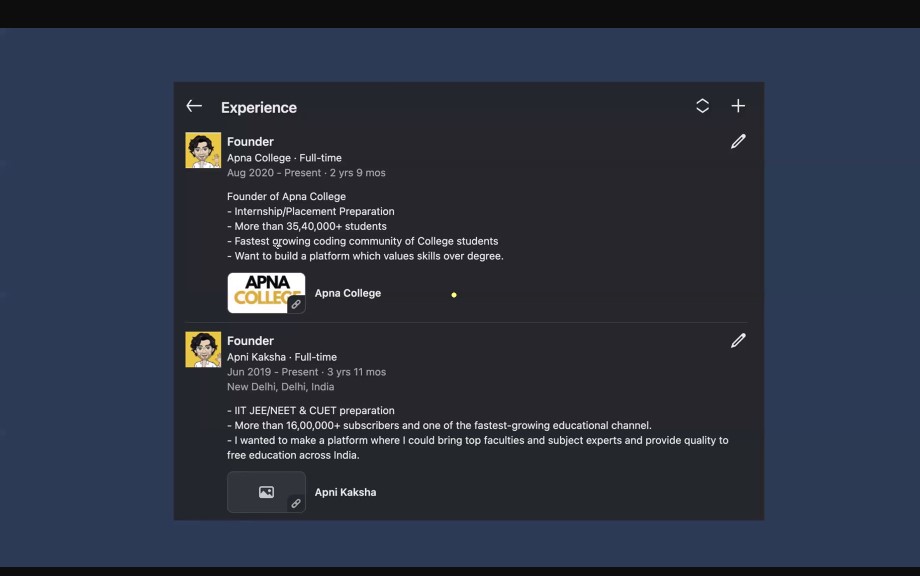 Experience
Founder
Apna College · Full-time
Aug 2020 - Present · 2 yrs 9 mos
Founder of Apna College
- Internship/Placement Preparation
- More than 35,40,000+ students
- Fastest growing coding community of College students
- Want to build a platform which values skills over degree.
APNA
COLLEGE
Apna College
Founder
Apni Kaksha · Full-time
Jun 2019 - Present · 3 yrs 11 mos
New Delhi, Delhi, India
- IIT JEE/NEET & CUET preparation
- More than 16,00,000+ subscribers and one of the fastest-growing educational channel.
- I wanted to make a platform where I could bring top faculties and subject experts and provide quality to
free education across India.
Apni Kaksha